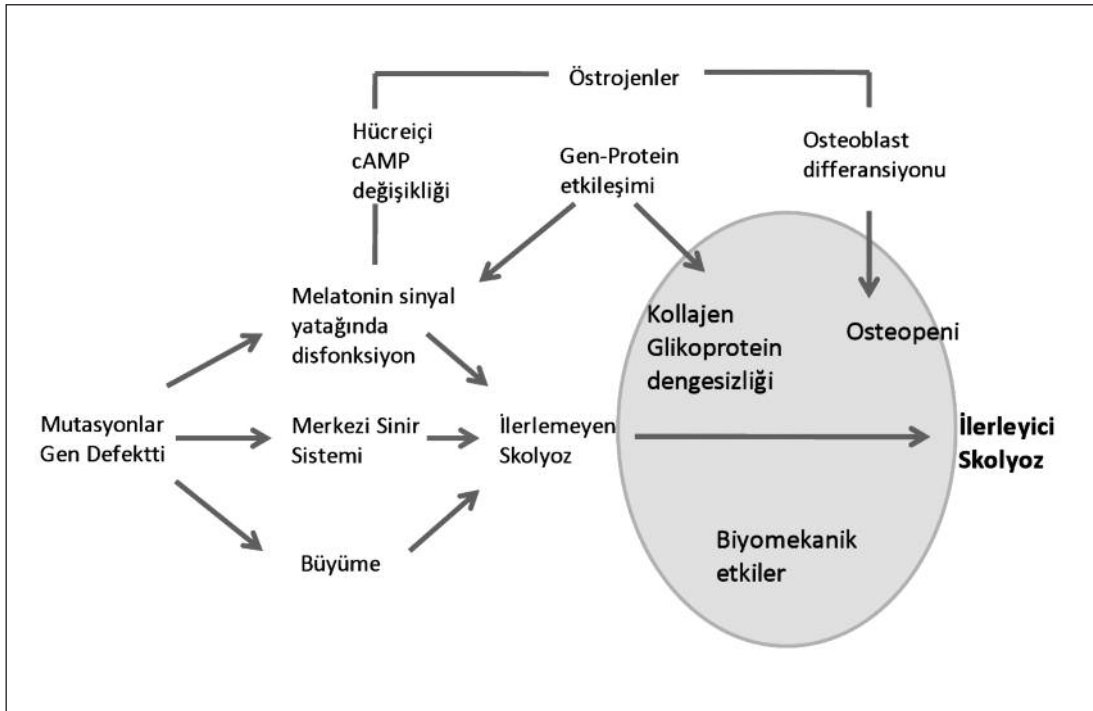 Östrojenler
Hücreiçi
cAMP
değişikliği
Gen-Protein
etkileşimi
Osteoblast
differansiyonu
Melatonin sinyal
yatağında
disfonksiyon
Kollajen
Glikoprotein
dengesizliği
Osteopeni
Mutasyonlar
Gen Defektti
Merkezi Sinir
Sistemi
İlerlemeyen
Skolyoz
İlerleyici
Skolyoz
Büyüme
Biyomekanik
etkiler